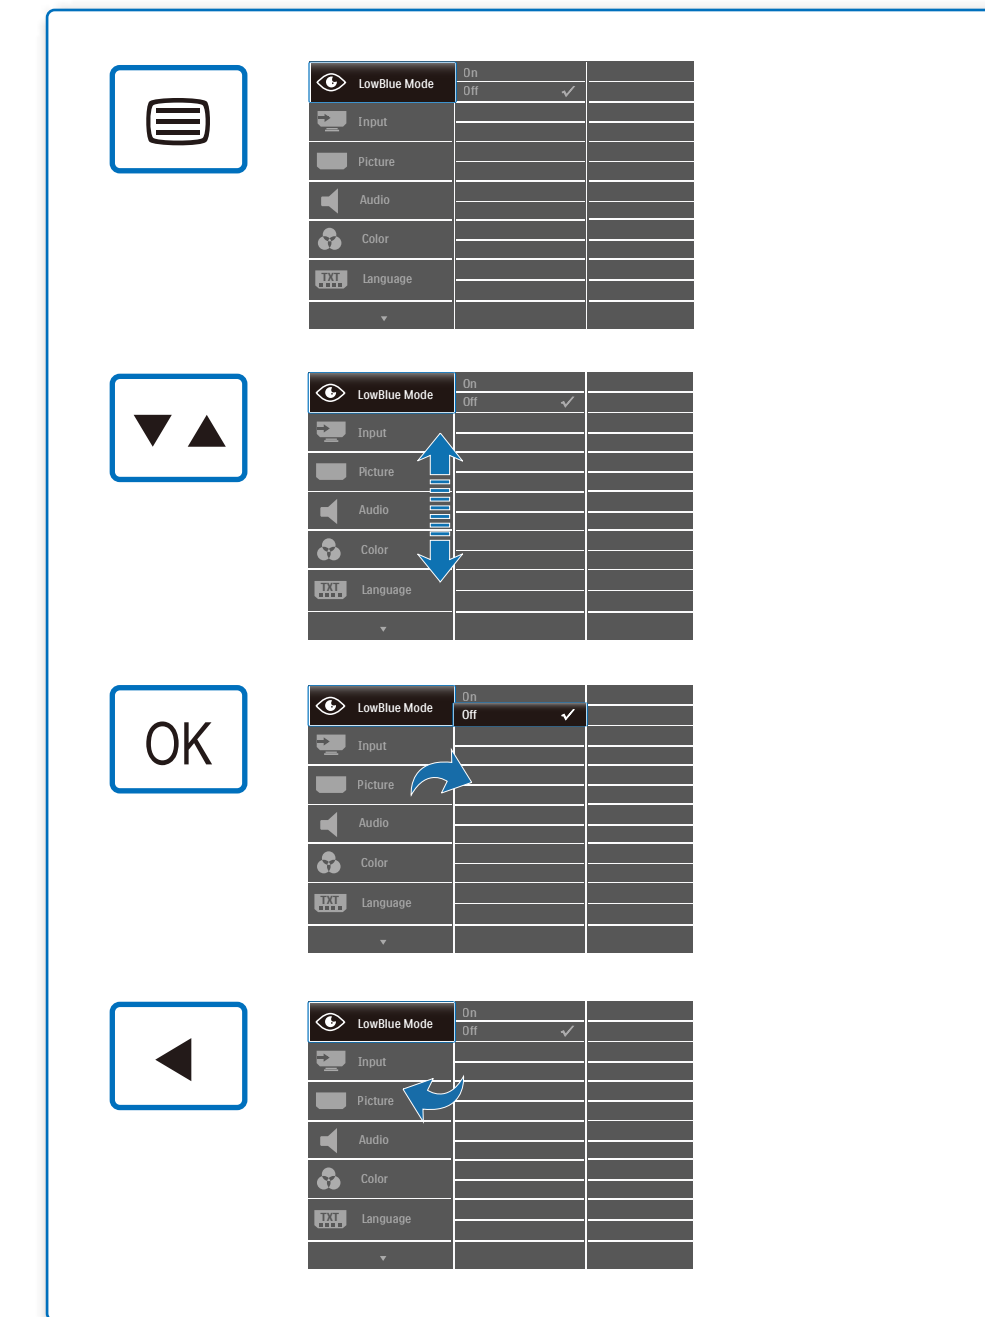 LowBlue Mode
On
Off
Input
Picture
Audio
Color
TXT
Language
LowBlue Mode
On
Off
Input
Picture
Audio
Color
TXT
Language
OK
LowBlue Mode
On
Off
Input
Picture
Audio
Color
TXT
Language
LowBlue Mode
On
Off
Input
Picture
Audio
Color
TXT
Language